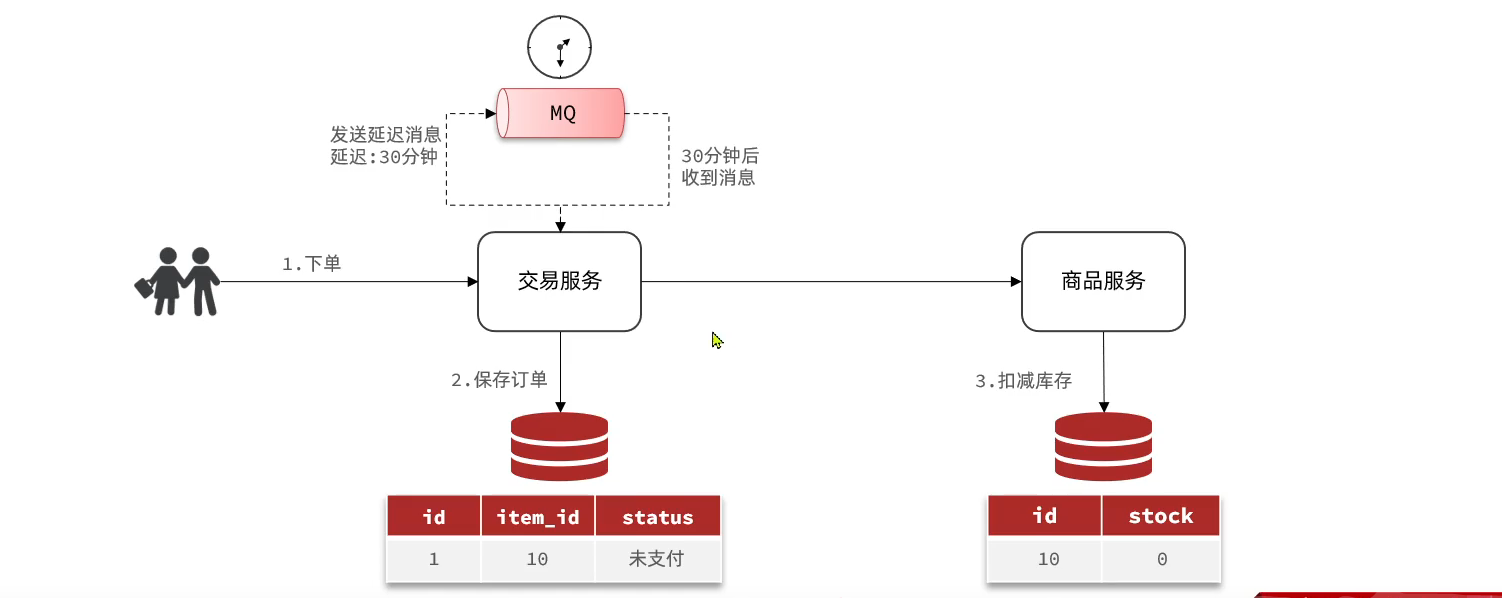 MQ
发送延迟消息
延迟:30分钟
30分钟后
收到消息
1.下单
交易服务
商品服务
2.保存订单
3.扣减库存
id item_id status
1 10 未支付
id stock
10 0